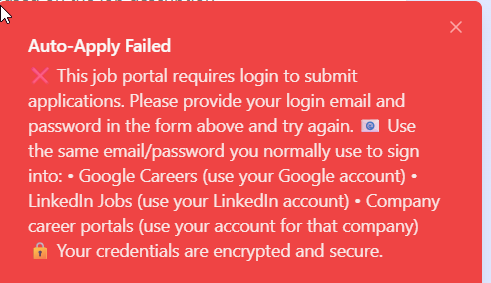 Auto-Apply Failed
❌ This job portal requires login to submit
applications. Please provide your login email and
password in the form above and try again. 📧 Use
the same email/password you normally use to sign
into: • Google Careers (use your Google account) •
LinkedIn Jobs (use your LinkedIn account) • Company
career portals (use your account for that company)
🔒 Your credentials are encrypted and secure.